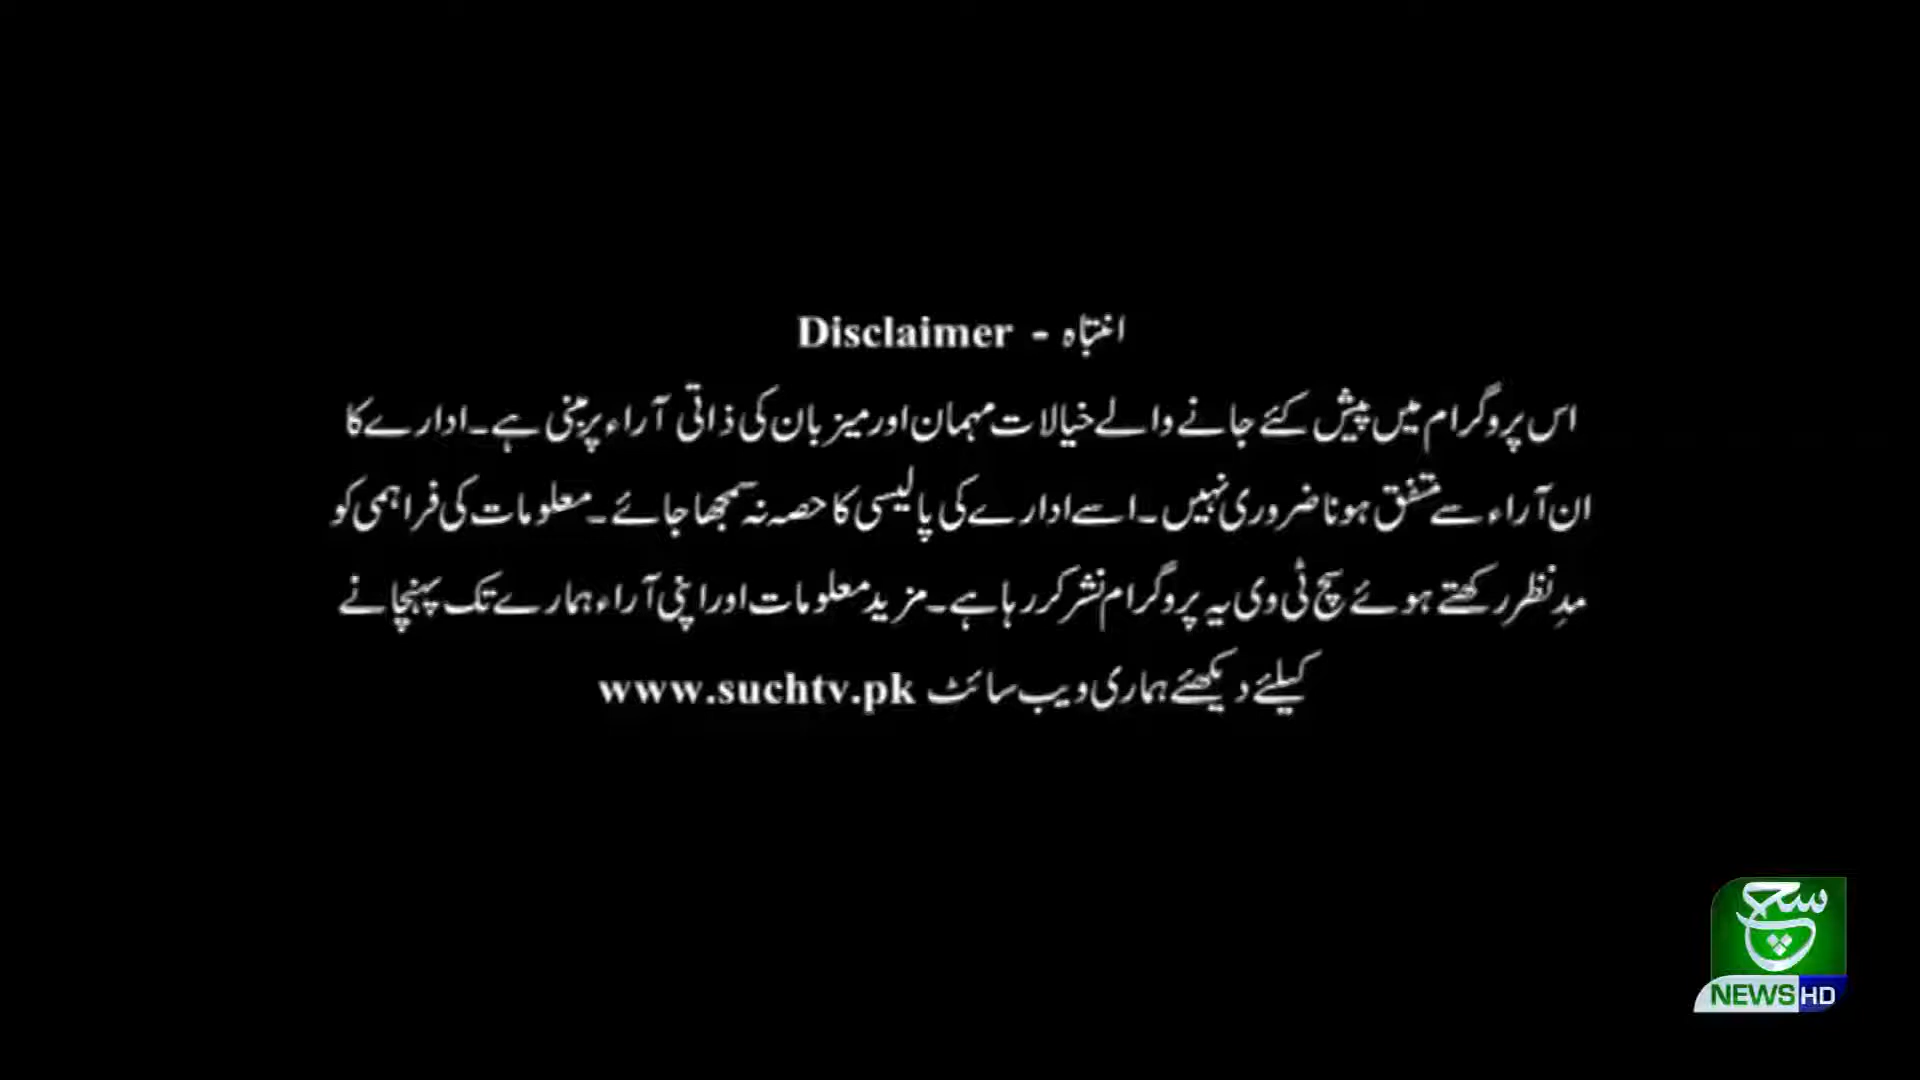 انتباہ - Disclaimer
اس پروگرام میں پیش کئے جانے والے خیالات مہمان اور میزبان کی ذاتی آراء پر مبنی ہے۔ ادارے کا
ان آراء سے متفق ہونا ضروری نہیں۔ اسے ادارے کی پالیسی کا حصہ نہ سمجھا جائے۔ معلومات کی فراہمی کو
مدِنظر رکھتے ہوئے سچ ٹی وی یہ پروگرام نشر کر رہا ہے۔ مزید معلومات اور اپنی آراء ہمارے تک پہنچانے
کیلئے دیکھئے ہماری ویب سائٹ www.suchtv.pk
سچ
NEWS HD